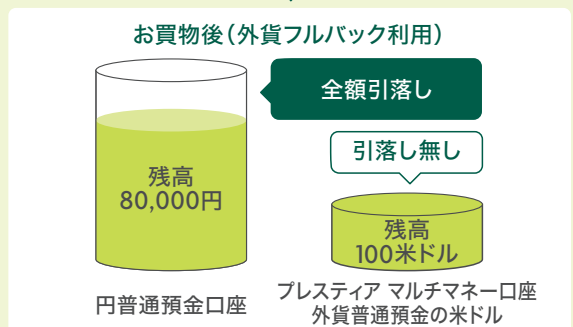 お買物後（外貨フルバック利用）
全額引落し
引落し無し
残高
80,000円
残高
100米ドル
円普通預金口座
プレスティア マルチマネー口座
外貨普通預金の米ドル